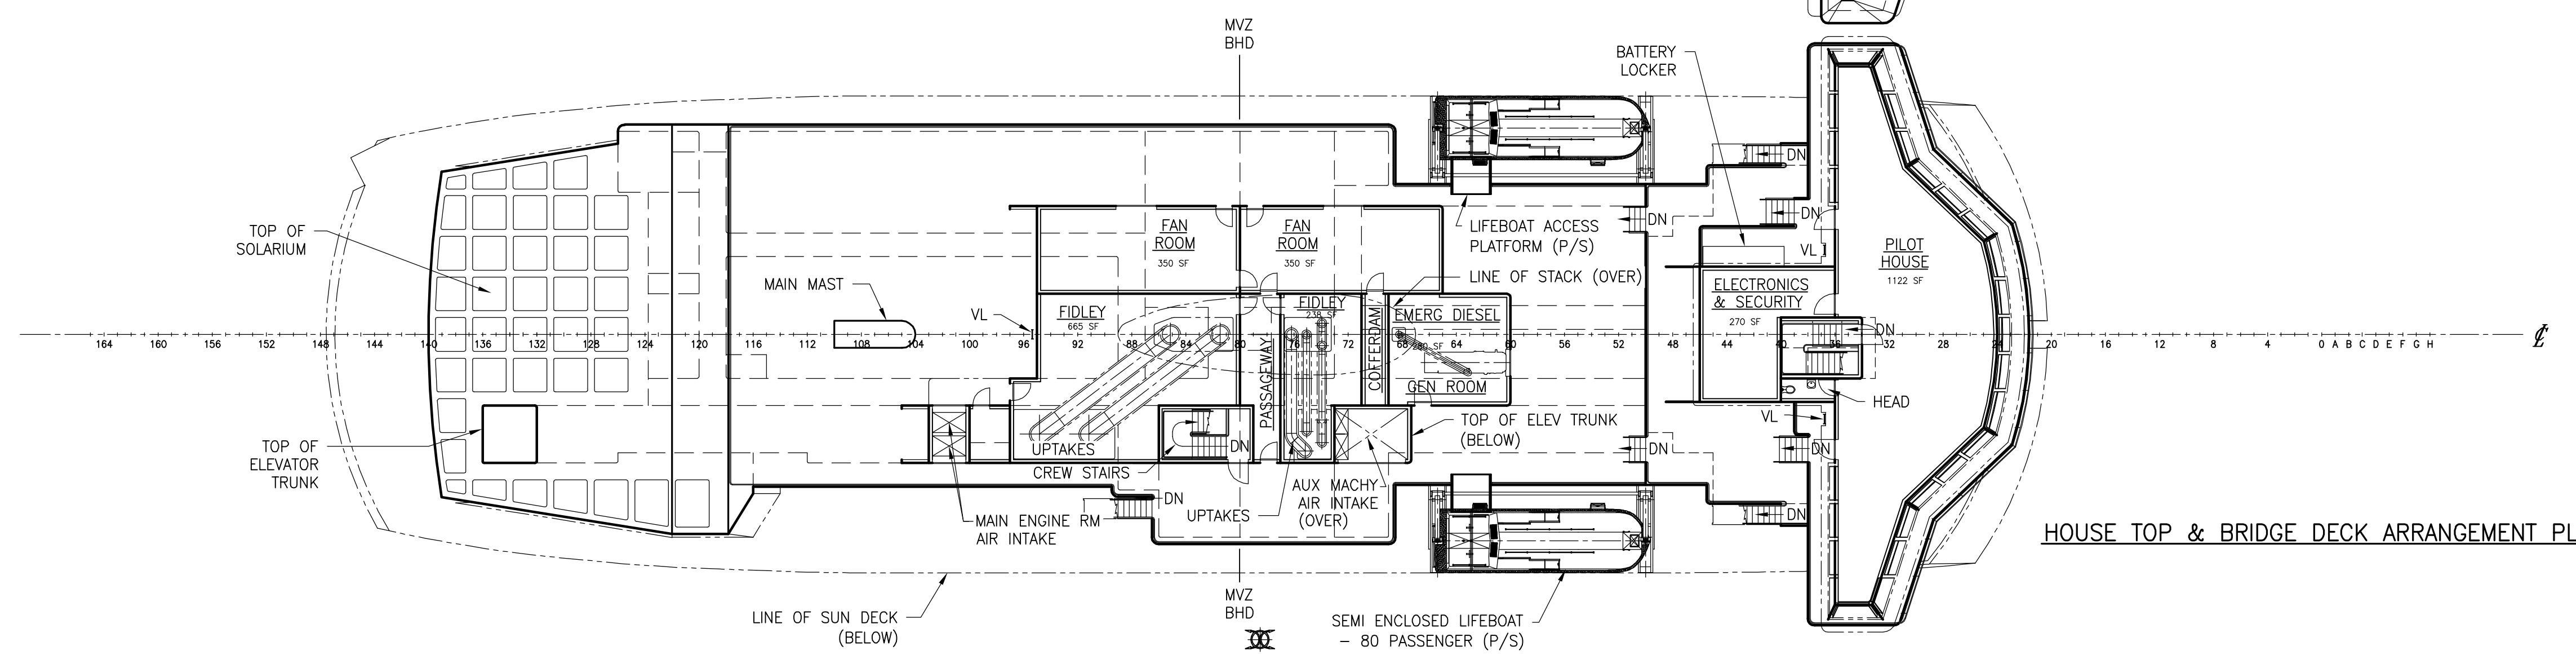 MVZ
BHD
BATTERY
LOCKER
DN
DN
DN
LIFEBOAT ACCESS
PLATFORM (P/S)
VL
TOP OF
SOLARIUM
FAN
ROOM
350 SF
FAN
ROOM
350 SF
PILOT
HOUSE
1122 SF
MAIN MAST
LINE OF STACK (OVER)
ELECTRONICS
& SECURITY
270 SF
VL
FIDLEY
665 SF
FIDLEY
238 SF
EMERG DIESEL
GEN ROOM
COFFERDAM
PASSAGEWAY
DN
164 160 156 152 148 144 140 136 132 128 124 120 116 112 108 104 100 96 92 88 84 80 76 72 68 64 60 56 52 48 44 40 36 32 28 24 20 16 12 8 4 0 A B C D E F G H
HEAD
VL
TOP OF
ELEVATOR
TRUNK
TOP OF ELEV TRUNK
(BELOW)
UPTAKES
DN
DN
DN
CREW STAIRS
DN
MAIN ENGINE RM
AIR INTAKE
UPTAKES
AUX MACHY
AIR INTAKE
(OVER)
DN
HOUSE TOP & BRIDGE DECK ARRANGEMENT PL
LINE OF SUN DECK
(BELOW)
MVZ
BHD
SEMI ENCLOSED LIFEBOAT
- 80 PASSENGER (P/S)